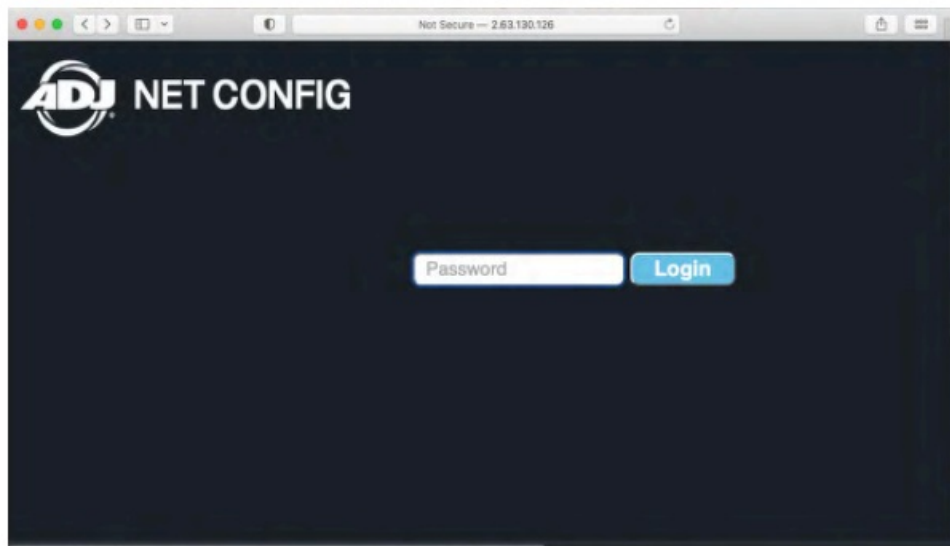 Not Secure — 2.63.130.126
ADJ NET CONFIG
Password Login